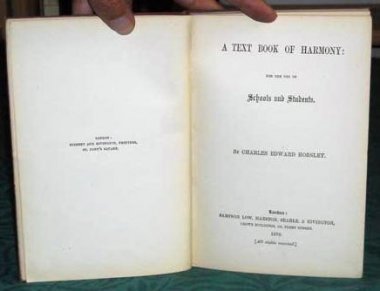 LONDON:
GILBERT AND RIVINGTON, PRINTERS,
ST. JOHN'S SQUARE.
A TEXT BOOK OF HARMONY:
FOR THE USE OF
Schools and Students.
BY CHARLES EDWARD HORSLEY.
London:
SAMPSON LOW, MARSTON, SEARLE, & RIVINGTON,
CROWN BUILDINGS, 188, FLEET STREET.
[All rights reserved.]